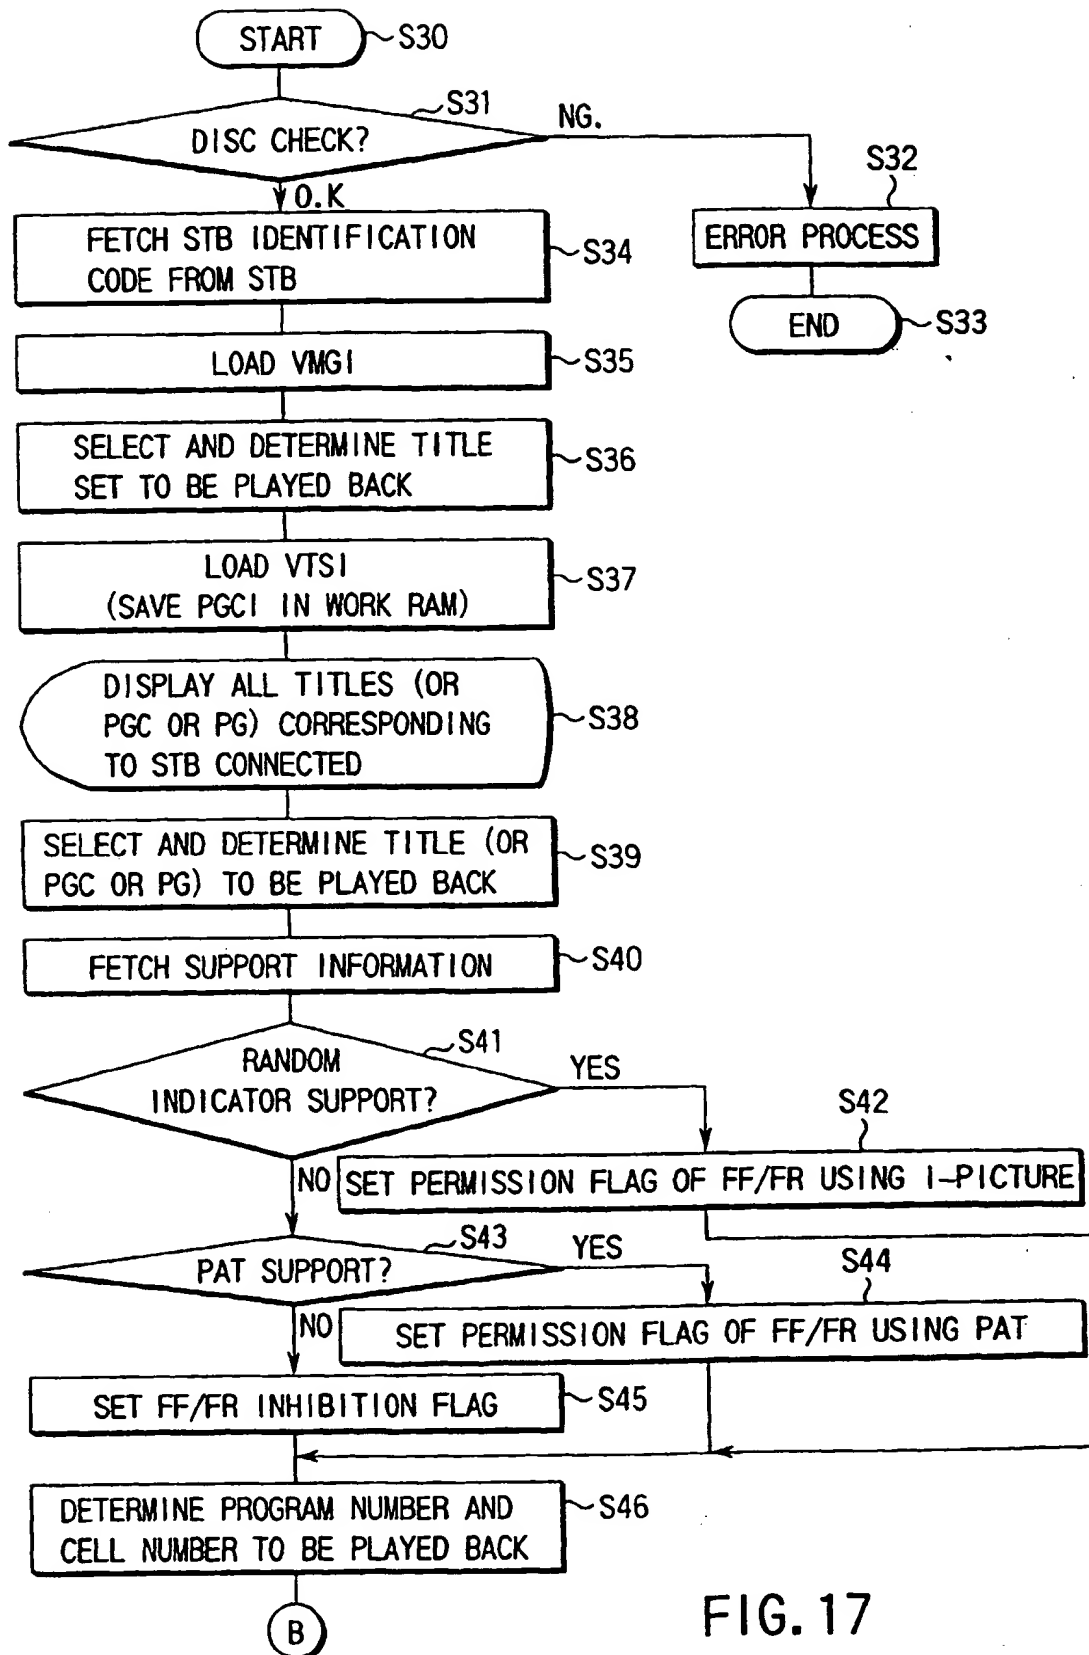 START
S30
DISC CHECK?
S31
NG.
O.K
S32
ERROR PROCESS
END
S33
FETCH STB IDENTIFICATION
CODE FROM STB
S34
LOAD VMGI
S35
SELECT AND DETERMINE TITLE
SET TO BE PLAYED BACK
S36
LOAD VTSI
(SAVE PGCI IN WORK RAM)
S37
DISPLAY ALL TITLES (OR
PGC OR PG) CORRESPONDING
TO STB CONNECTED
S38
SELECT AND DETERMINE TITLE (OR
PGC OR PG) TO BE PLAYED BACK
S39
FETCH SUPPORT INFORMATION
S40
RANDOM
INDICATOR SUPPORT?
S41
YES
S42
NO
SET PERMISSION FLAG OF FF/FR USING I-PICTURE
PAT SUPPORT?
S43
YES
S44
NO
SET PERMISSION FLAG OF FF/FR USING PAT
SET FF/FR INHIBITION FLAG
S45
DETERMINE PROGRAM NUMBER AND
CELL NUMBER TO BE PLAYED BACK
S46
B
FIG. 17